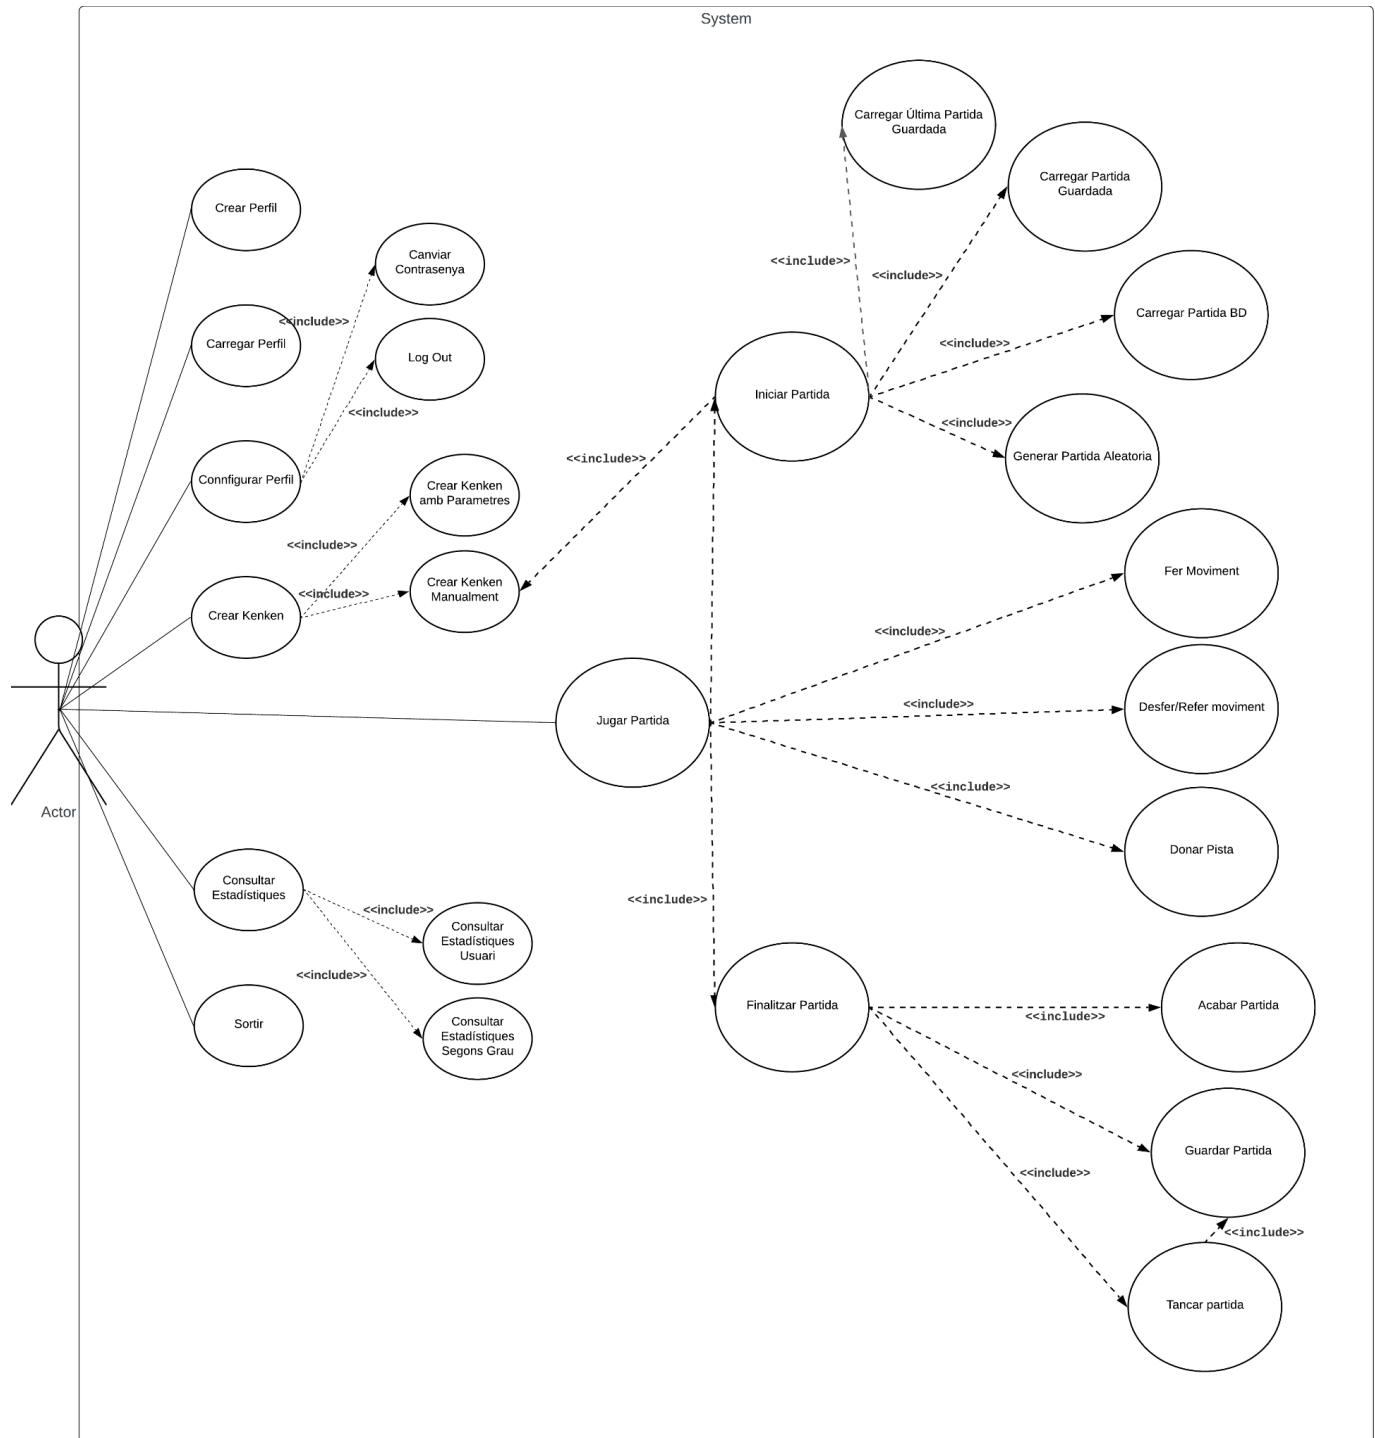 System
Carregar Última Partida
Guardada
Carregar Partida
Guardada
Crear Perfil
Canviar
Contrasenya
<<include>>
<<include>>
Carregar Partida BD
<<include>>
Carregar Perfil
<<include>>
Log Out
<<include>>
Iniciar Partida
<<include>>
Generar Partida Aleatoria
<<include>>
Connfigurar Perfil
Crear Kenken
amb Parametres
<<include>>
Fer Moviment
Crear Kenken
Manualment
<<include>>
Crear Kenken
<<include>>
Desfer/Refer moviment
<<include>>
Jugar Partida
<<include>>
Actor
Donar Pista
Consultar
Estadístiques
<<include>>
<<include>>
Consultar
Estadístiques
Usuari
<<include>>
Finalitzar Partida
Acabar Partida
<<include>>
Sortir
Consultar
Estadístiques
Segons Grau
<<include>>
Guardar Partida
<<include>>
<<include>>
Tancar partida